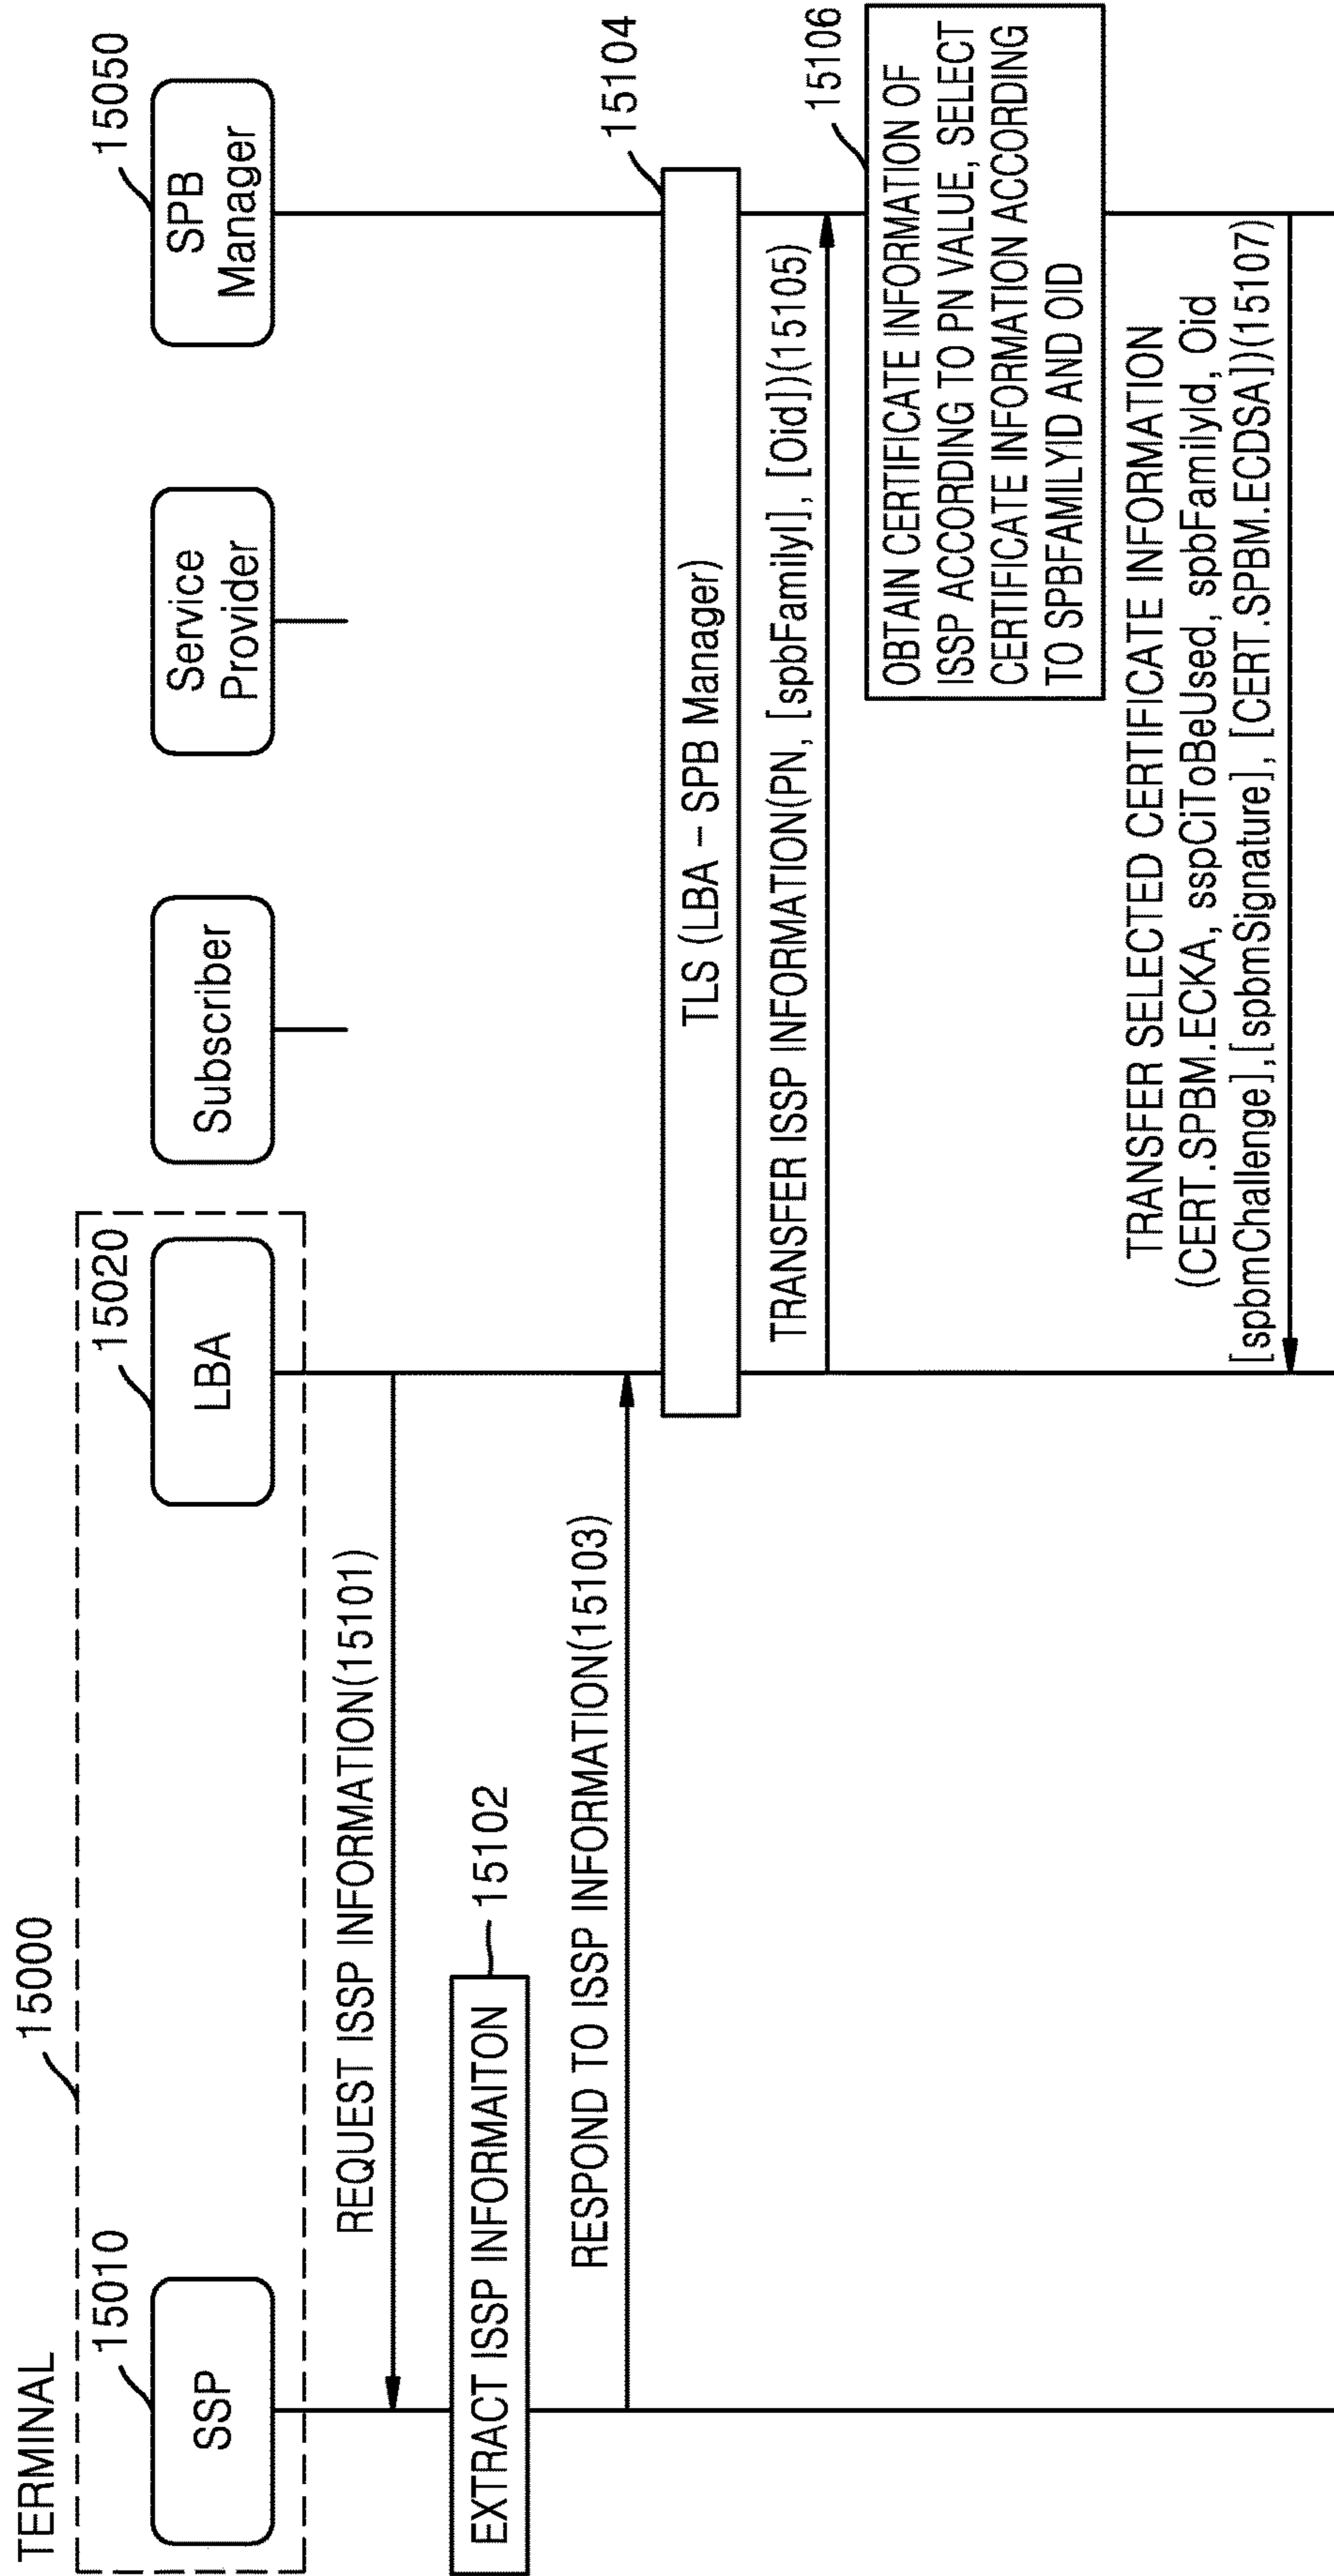 TERMINAL
15000
15010
SSP
15020
LBA
Subscriber
Service
Provider
15050
SPB
Manager
REQUEST ISSP INFORMATION(15101)
EXTRACT ISSP INFORMAITON
15102
RESPOND TO ISSP INFORMATION(15103)
15104
TLS (LBA – SPB Manager)
TRANSFER ISSP INFORMATION(PN, [spbFamilyI], [Oid])(15105)
15106
OBTAIN CERTIFICATE INFORMATION OF
ISSP ACCORDING TO PN VALUE, SELECT
CERTIFICATE INFORMATION ACCORDING
TO SPBFAMILYID AND OID
TRANSFER SELECTED CERTIFICATE INFORMATION
(CERT.SPBM.ECKA, sspCiToBeUsed, spbFamilyId, Oid
[spbmChallenge],[spbmSignature], [CERT.SPBM.ECDSA])(15107)